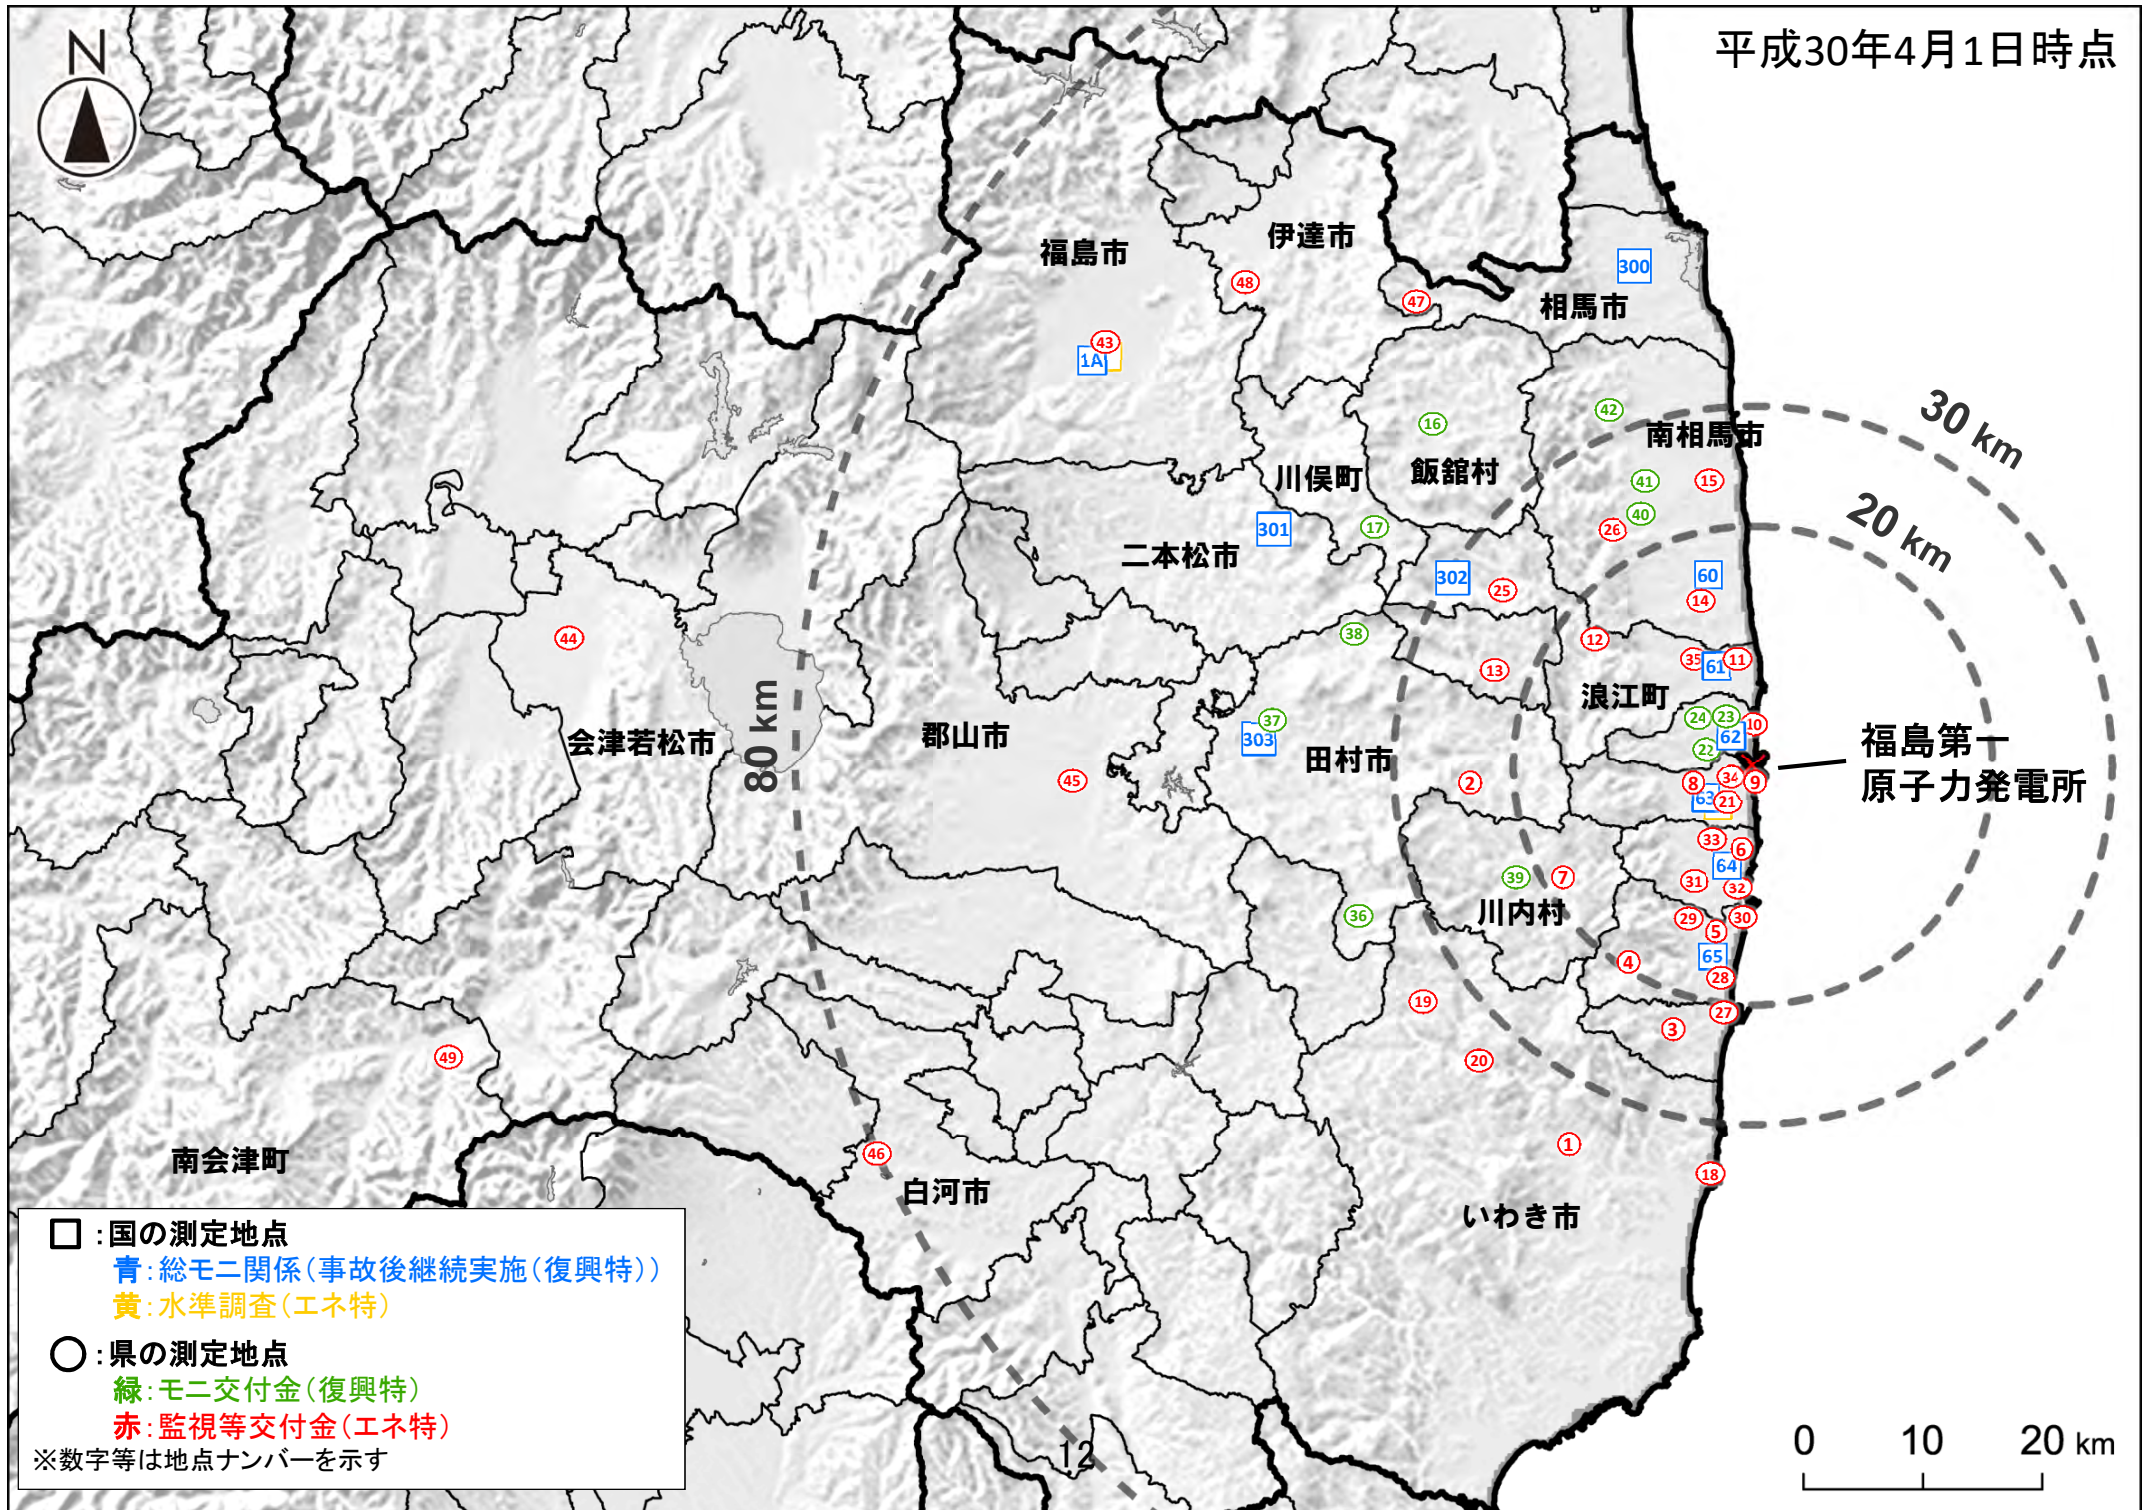 平成30年4月1日時点
N
伊達市
福島市
300
48
47
相馬市
43
1A
30 km
42
16
南相馬市
川俣町
飯舘村
41
15
20 km
40
17
26
301
二本松市
302
60
25
14
44
38
12
35
61
11
13
浪江町
80 km
24
23
10
37
303
62
会津若松市
郡山市
田村市
22
福島第一
原子力発電所
45
2
8
34
9
63
21
33
6
64
39
7
31
32
川内村
36
29
30
5
4
65
28
19
27
3
49
20
1
46
南会津町
白河市
18
いわき市
□:国の測定地点
青:総モニ関係(事故後継続実施(復興特))
黄:水準調査(エネ特)
○:県の測定地点
緑:モニ交付金(復興特)
赤:監視等交付金(エネ特)
※数字等は地点ナンバーを示す
12
0 10 20 km